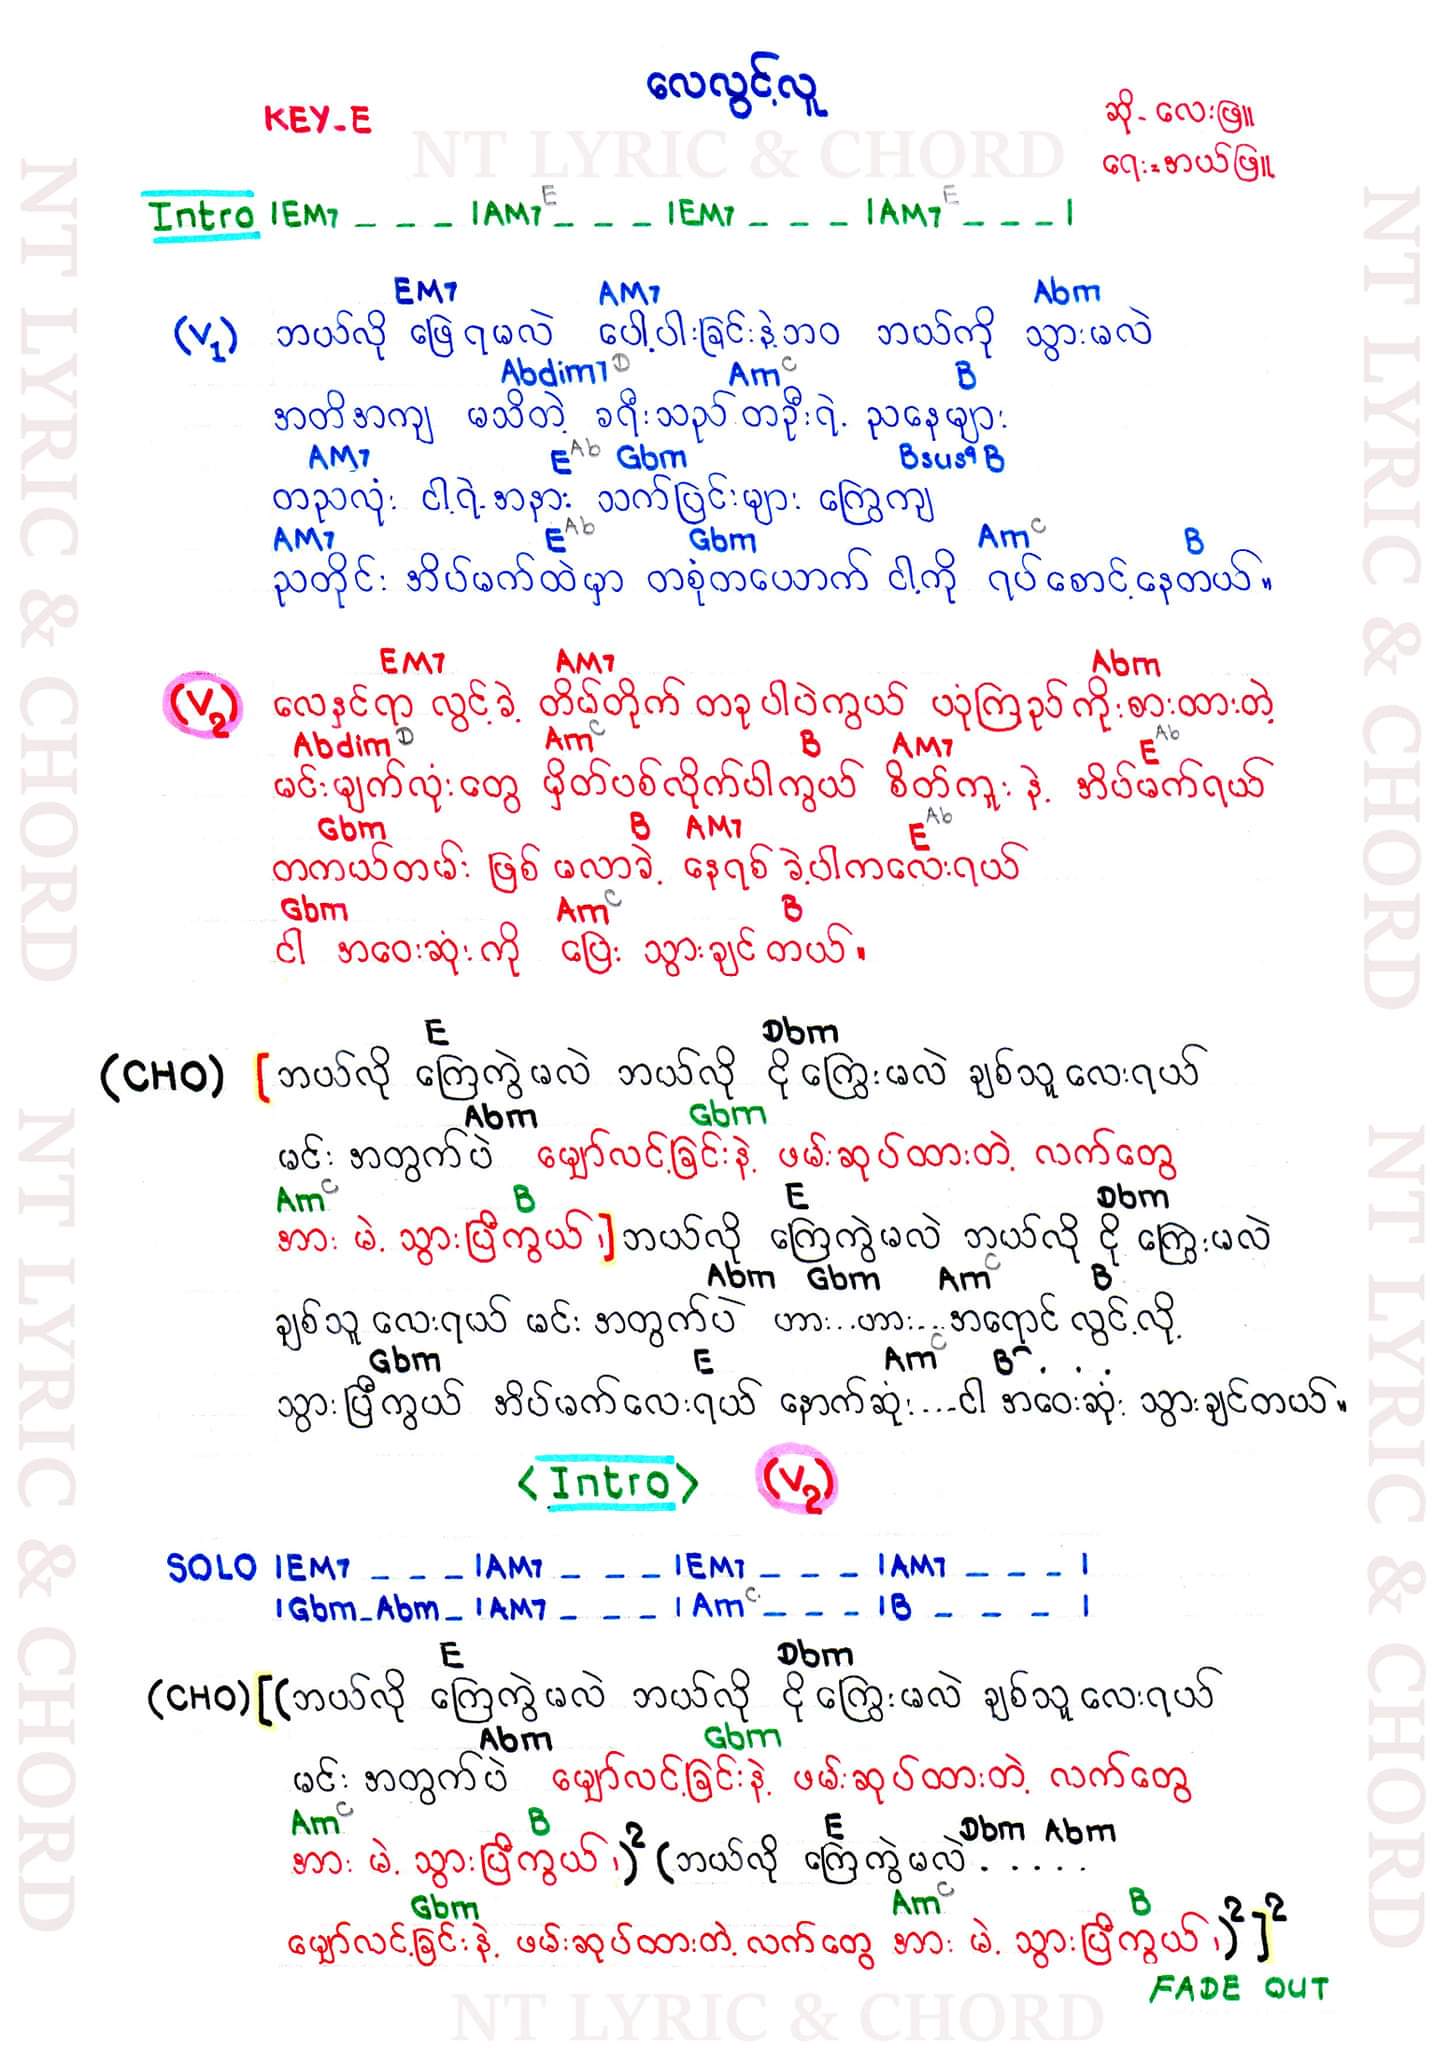 လေလွင့်လူ
KEY-E
ဆို - လေးဖြူ။
ရေး = အယ်ဖြူ။
NT LYRIC & CHORD
Intro |EM7 _ _ _ |AM7 E _ _ _ |EM7 _ _ _ |AM7 E _ _ _ |
EM7 AM7 Abm
(V1) ဘယ်လို ဖြေရမလဲ ပေါ့ပါးခြင်းနဲ့ဘဝ ဘယ်ကို သွားမလဲ
Abdim7 D Am C B
အတိအကျ မသိတဲ့ ခရီးသည်တဦးရဲ့ ညနေများ
AM7 E Ab Gbm Bsus4 B
တညလုံး ငါ့ရဲ့အနား သက်ပြင်းများ ကြွေကျ
AM7 E Ab Gbm Am C B
ညတိုင်း အိပ်မက်ထဲမှာ တစုံတယောက် ငါ့ကို ရပ်စောင့်နေတယ်။
EM7 AM7 Abm
(V2) လေနှင်ရာ လွင့်ခဲ့ တိမ်တိုက် တခုပါပဲကွယ် ယုံကြည်ကိုးစားထားတဲ့
Abdim D Am C B AM7 E Ab
မင်းမျက်လုံးတွေ မှိတ်ပစ်လိုက်ပါကွယ် စိတ်ကူးနဲ့ အိပ်မက်ရယ်
Gbm B AM7 E Ab
တကယ်တမ်း ဖြစ်မလာခဲ့ နေရစ်ခဲ့ပါကလေးရယ်
Gbm Am C B
ငါ အဝေးဆုံးကို ပြေး သွားချင်တယ်။
E Dbm
(CHO) [ ဘယ်လို ကြေကွဲမလဲ ဘယ်လို ငိုကြွေးမလဲ ချစ်သူလေးရယ်
Abm Gbm
မင်းအတွက်ပဲ မျှော်လင့်ခြင်းနဲ့ ဖမ်းဆုပ်ထားတဲ့ လက်တွေ
Am C B E Dbm
အားမဲ့သွားပြီကွယ်၊] ဘယ်လို ကြေကွဲမလဲ ဘယ်လို ငိုကြွေးမလဲ
Abm Gbm Am C B
ချစ်သူလေးရယ် မင်းအတွက်ပဲ ဟား...ဟား... အရောင်လွင့်လို့
Gbm E Am C B . . .
သွားပြီကွယ် အိပ်မက်လေးရယ် နောက်ဆုံး....ငါ အဝေးဆုံး သွားချင်တယ်။
<Intro> (V2)
SOLO |EM7 _ _ _ |AM7 _ _ _ |EM7 _ _ _ |AM7 _ _ _ |
|Gbm_Abm_ |AM7 _ _ _ |Am C _ _ _ |B _ _ _ |
E Dbm
(CHO) [(ဘယ်လို ကြေကွဲမလဲ ဘယ်လို ငိုကြွေးမလဲ ချစ်သူလေးရယ်
Abm Gbm
မင်းအတွက်ပဲ မျှော်လင့်ခြင်းနဲ့ ဖမ်းဆုပ်ထားတဲ့ လက်တွေ
Am C B E Dbm Abm
အားမဲ့သွားပြီကွယ်၊)2 (ဘယ်လို ကြေကွဲမလဲ . . . . .
Gbm Am C B
မျှော်လင့်ခြင်းနဲ့ ဖမ်းဆုပ်ထားတဲ့ လက်တွေ အားမဲ့သွားပြီကွယ်၊)2 ]2
FADE OUT
NT LYRIC & CHORD
NT LYRIC & CHORD
NT LYRIC & CHORD
NT LYRIC & CHORD
NT LYRIC & CHORD